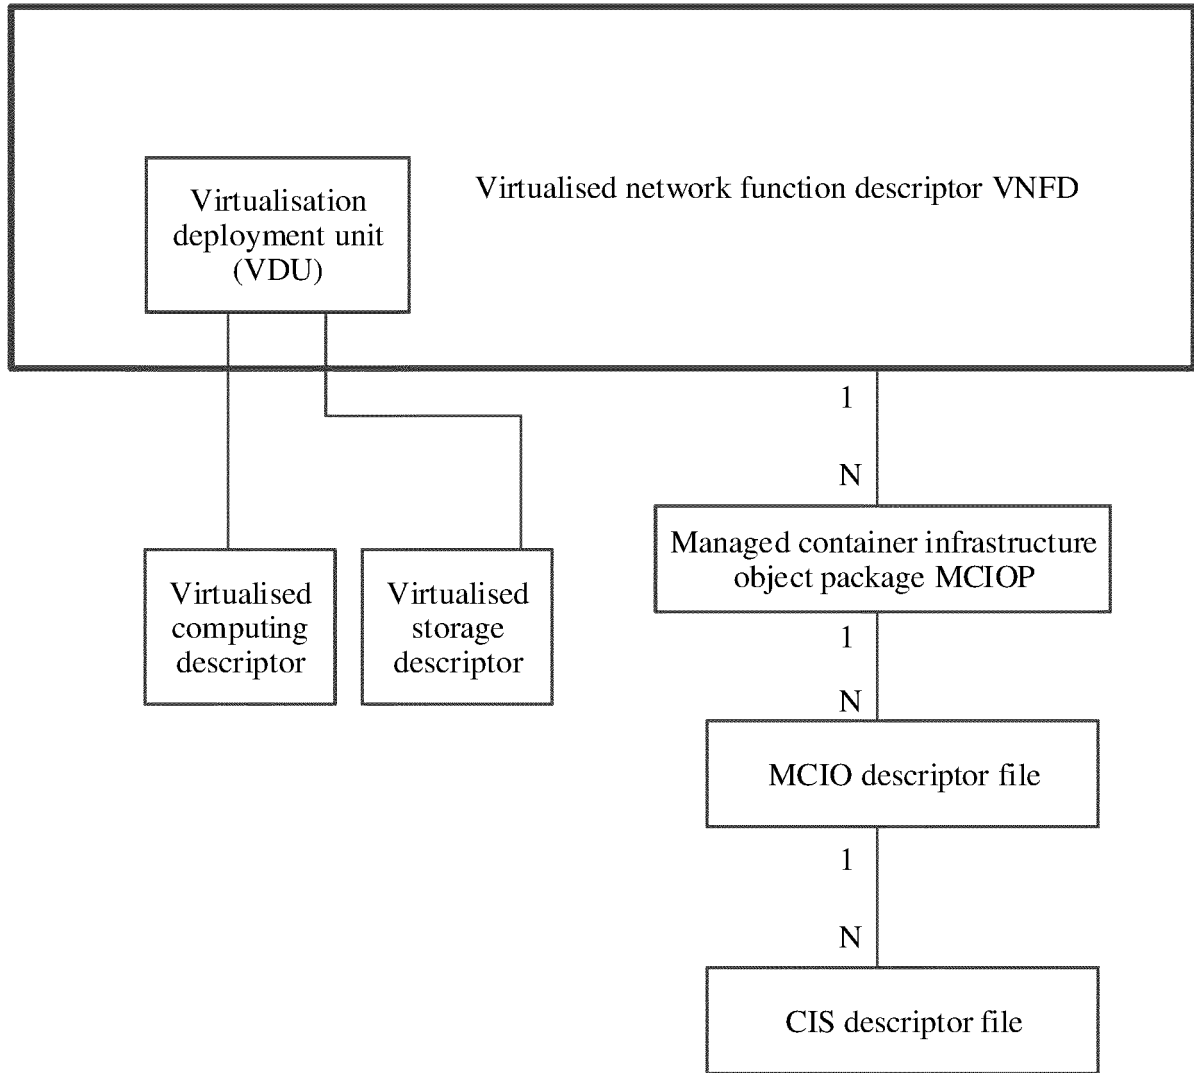 Virtualisation
deployment unit
(VDU)
Virtualised network function descriptor VNFD
1
N
Managed container infrastructure
object package MCIOP
Virtualised
computing
descriptor
Virtualised
storage
descriptor
1
N
MCIO descriptor file
1
N
CIS descriptor file